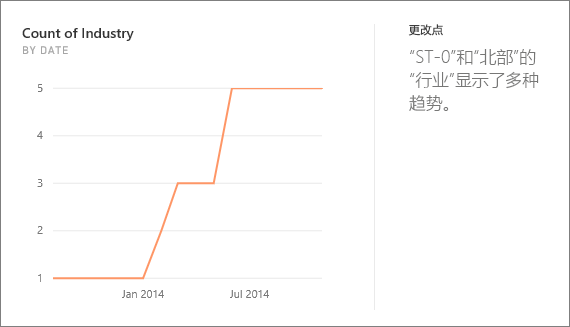 Count of Industry
BY DATE
5
4
3
2
1
Jan 2014
Jul 2014
更改点
“ST-0”和“北部”的
“行业”显示了多种
趋势。